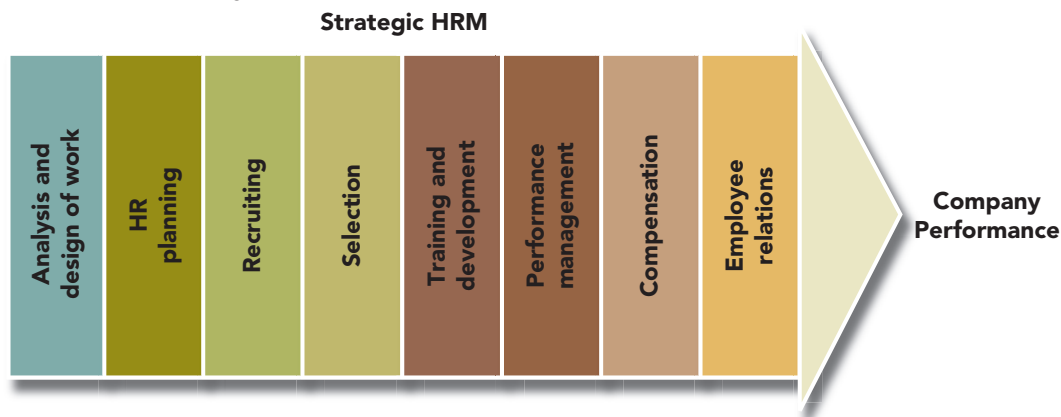 Strategic HRM
Analysis and
design of work
HR
planning
Recruiting
Selection
Training and
development
Performance
management
Compensation
Employee
relations
Company
Performance